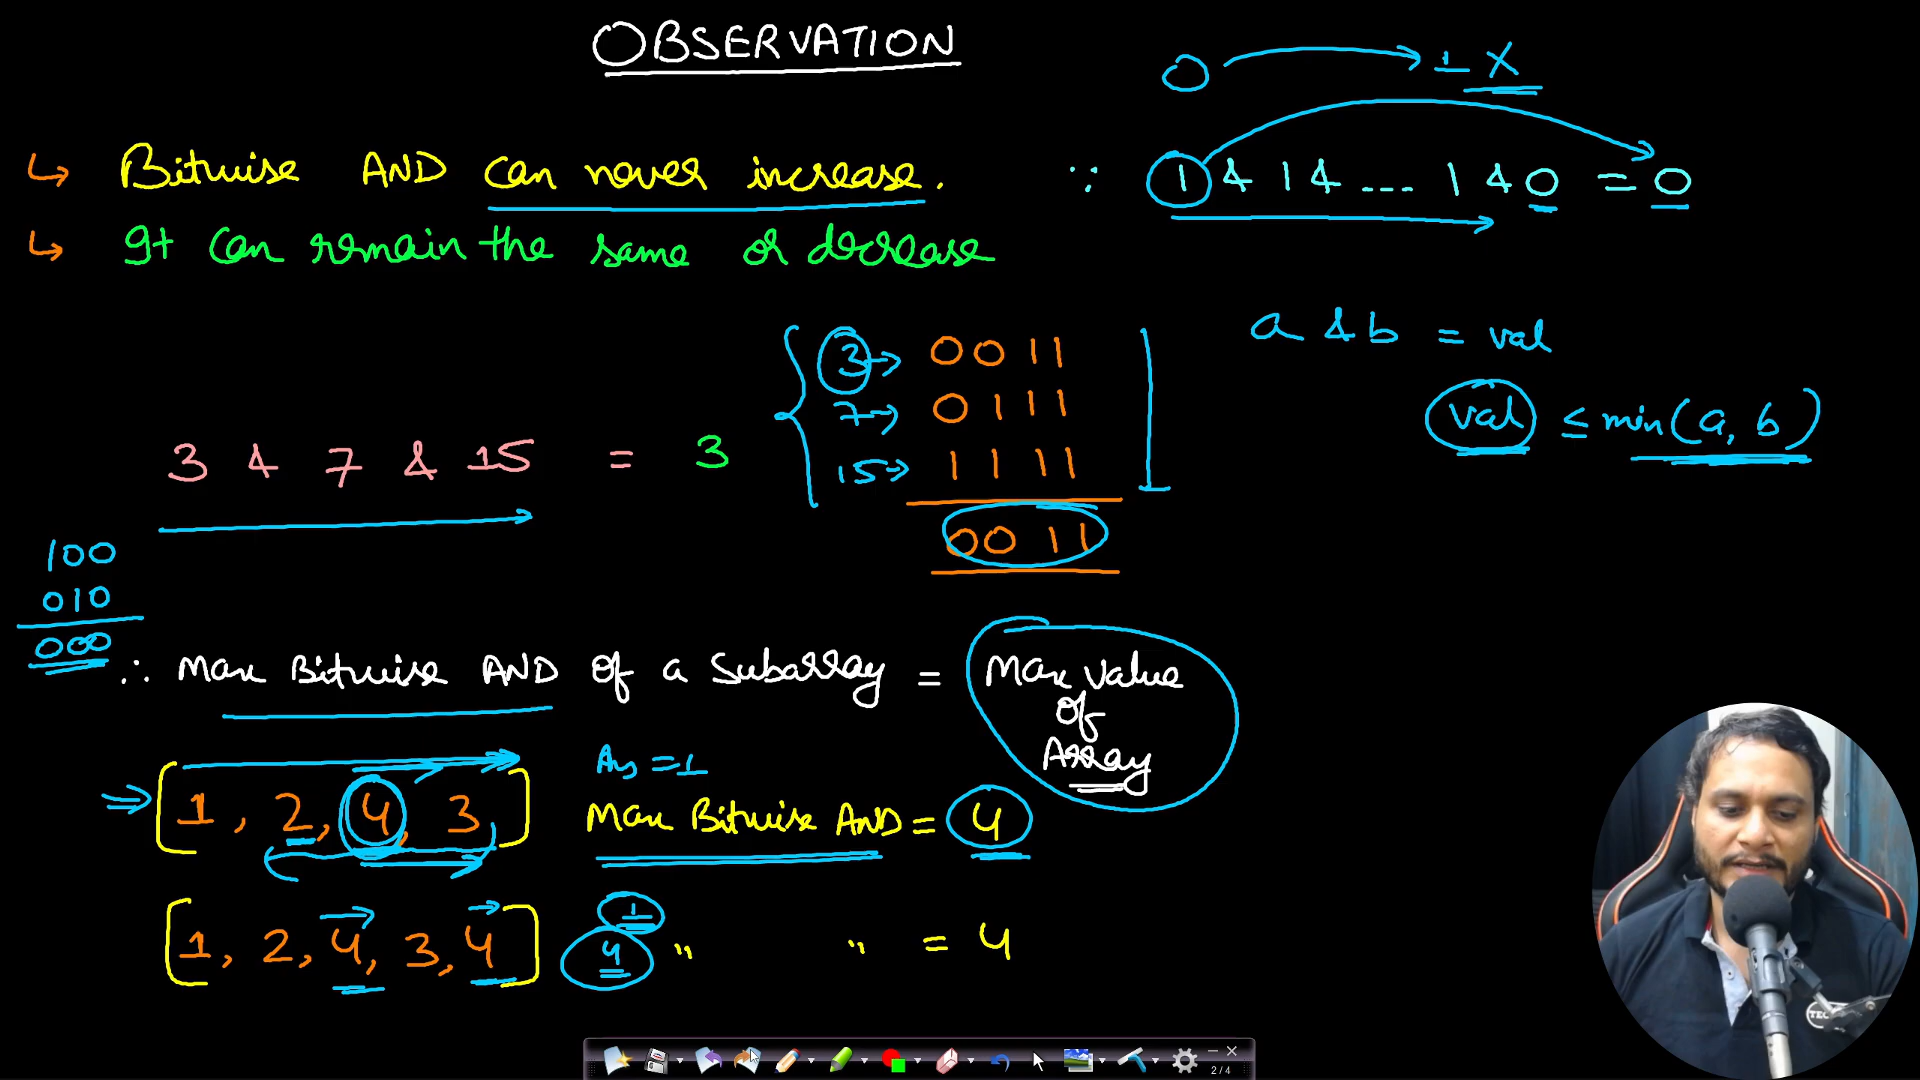 OBSERVATION
0 → ± X
↳ Bitwise AND can never increase. ∵ 1 & 1 & ... 1 & 0 = 0
↳ It can remain the same or decrease
a & b = val
val ≤ min(a, b)
3 & 7 & 15 = 3
3 → 0011
7 → 0111
15 → 1111
0011
100
010
000
∴ Max Bitwise AND of a Subarray = Max value of Array
⇒ [1, 2, 4, 3,]
Ans = 1
Max Bitwise AND = 4
[1, 2, 4, 3, 4]
1
4 " " = 4
TEC
2/4